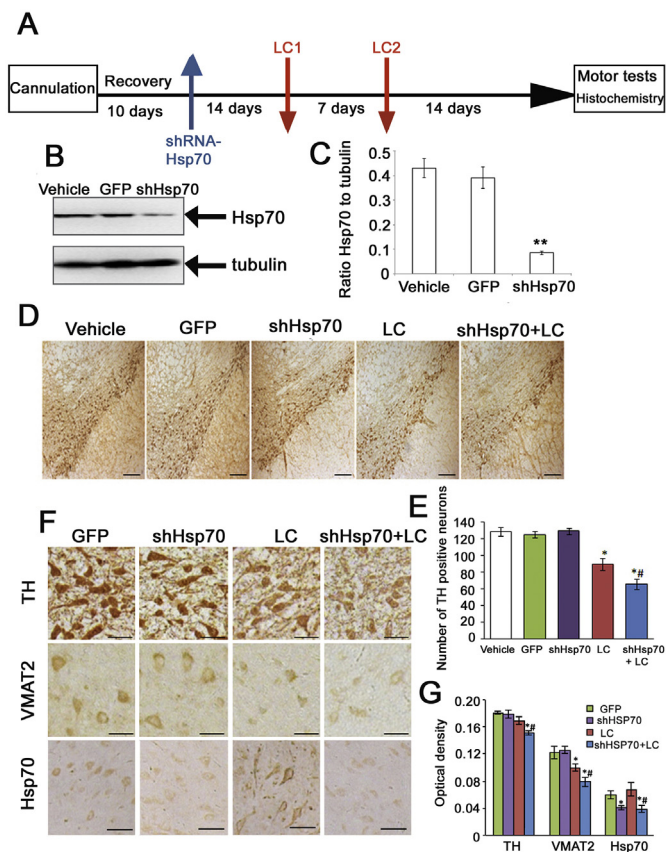 A
LC1
LC2
Cannulation
Recovery
10 days
14 days
7 days
14 days
Motor tests
Histochemistry
shRNA-
Hsp70
B
Vehicle GFP shHsp70
Hsp70
tubulin
C
Ratio Hsp70 to tubulin
0.5
0.4
0.3
0.2
0.1
0
**
Vehicle GFP shHsp70
D
Vehicle GFP shHsp70 LC shHsp70+LC
E
Number of TH positive neurons
140
120
100
80
60
40
20
0
*
*#
Vehicle GFP shHsp70 LC shHsp70
+ LC
F
GFP shHsp70 LC shHsp70+LC
TH
VMAT2
Hsp70
G
Optical density
0.20
0.16
0.12
0.08
0.04
0
GFP
shHSP70
LC
shHSP70+LC
*#
*
*#
*
*#
TH VMAT2 Hsp70